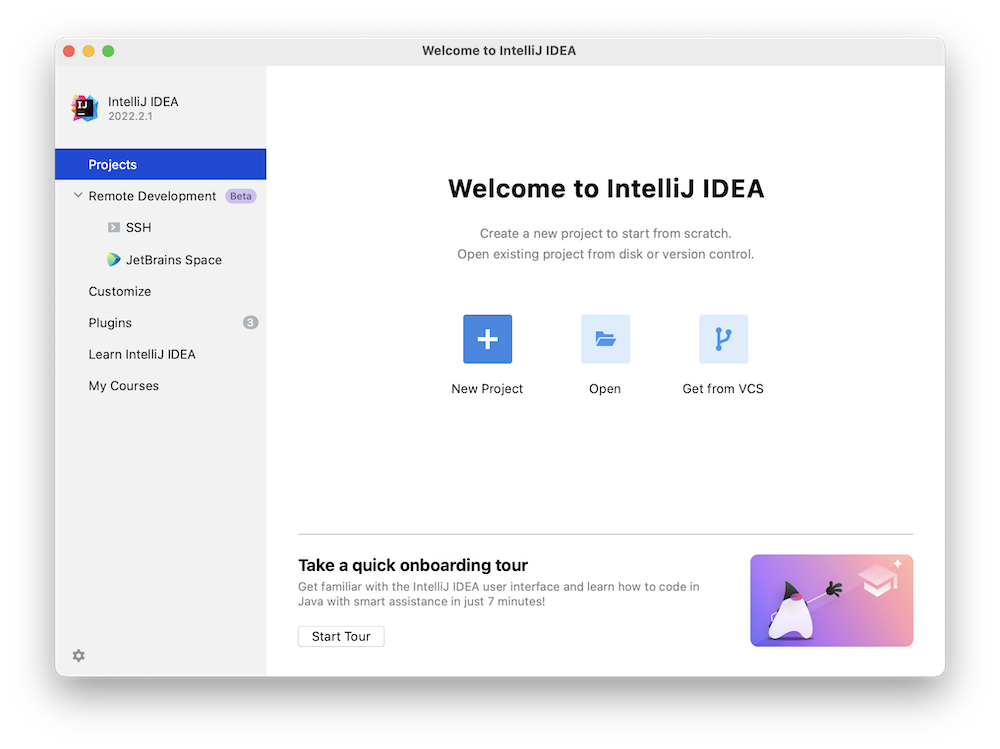 Welcome to IntelliJ IDEA
IJ
IntelliJ IDEA
2022.2.1
Projects
Remote Development Beta
SSH
JetBrains Space
Customize
Plugins 3
Learn IntelliJ IDEA
My Courses
Welcome to IntelliJ IDEA
Create a new project to start from scratch.
Open existing project from disk or version control.
New Project
Open
Get from VCS
Take a quick onboarding tour
Get familiar with the IntelliJ IDEA user interface and learn how to code in
Java with smart assistance in just 7 minutes!
Start Tour